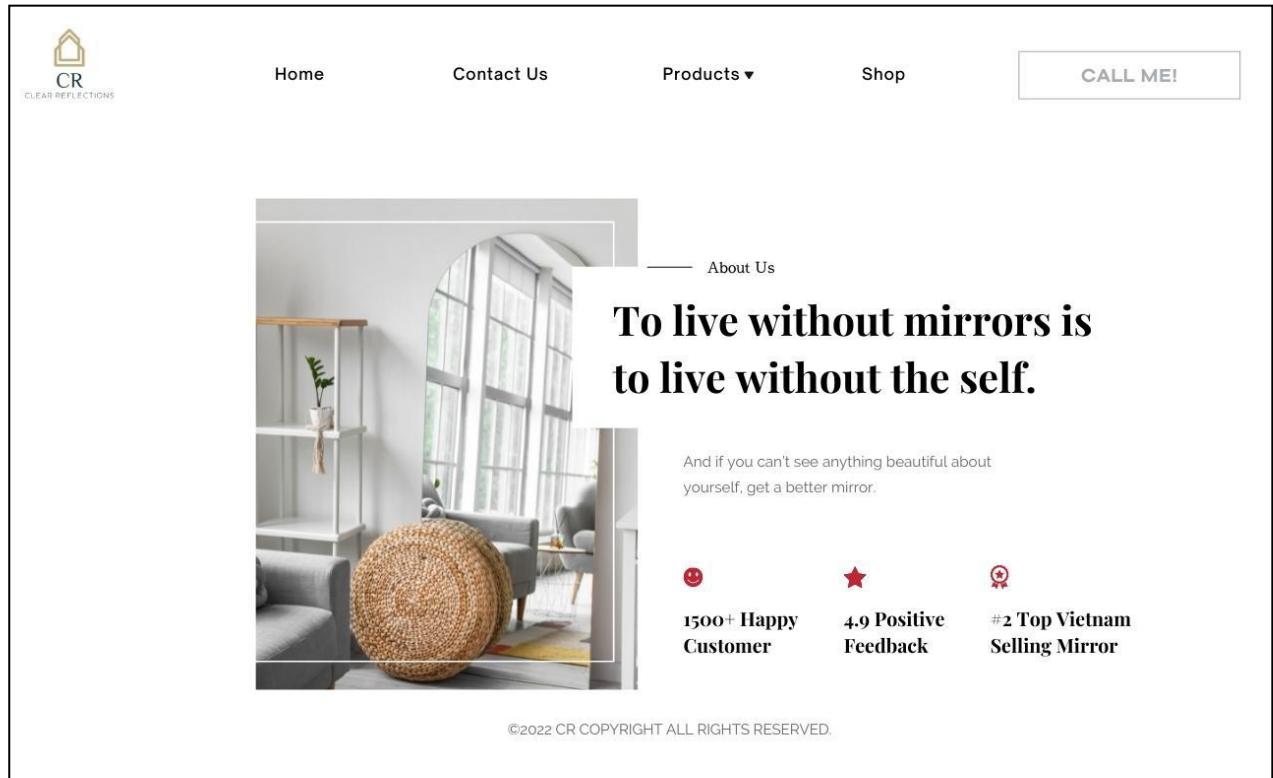 CR
CLEAR REFLECTIONS
Home
Contact Us
Products ▾
Shop
CALL ME!
About Us
To live without mirrors is
to live without the self.
And if you can't see anything beautiful about
yourself, get a better mirror.
1500+ Happy
Customer
4.9 Positive
Feedback
#2 Top Vietnam
Selling Mirror
©2022 CR COPYRIGHT ALL RIGHTS RESERVED.